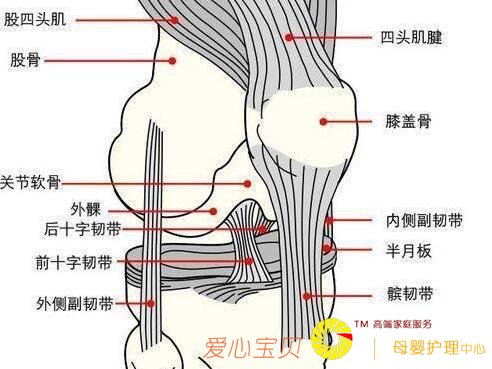 股四头肌
股骨
关节软骨
外髁
后十字韧带
前十字韧带
外侧副韧带
四头肌腱
膝盖骨
内侧副韧带
半月板
髌韧带
爱心宝贝
TM 高端家庭服务
母婴护理中心